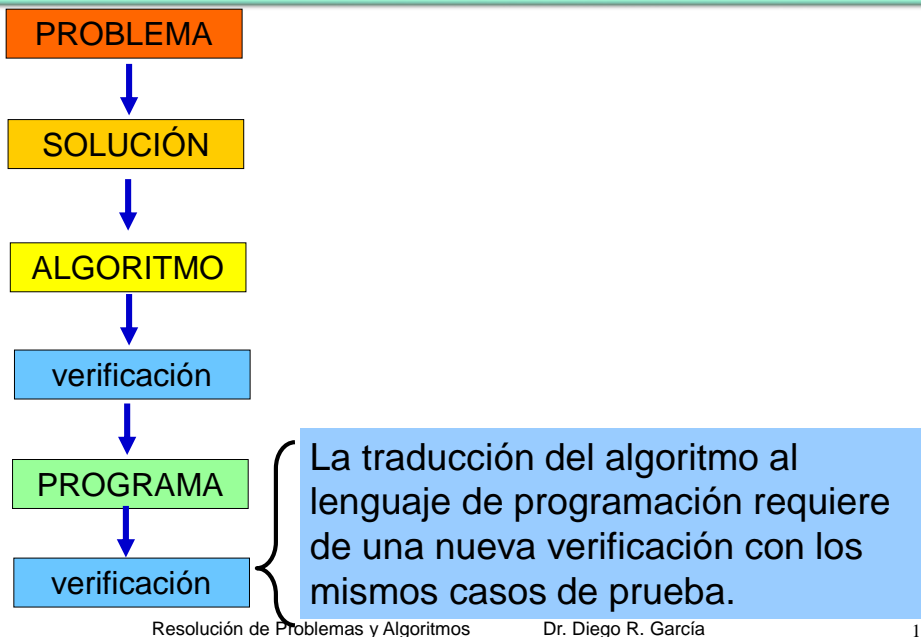 PROBLEMA
SOLUCIÓN
ALGORITMO
verificación
PROGRAMA
verificación
La traducción del algoritmo al
lenguaje de programación requiere
de una nueva verificación con los
mismos casos de prueba.
Resolución de Problemas y Algoritmos Dr. Diego R. García 1